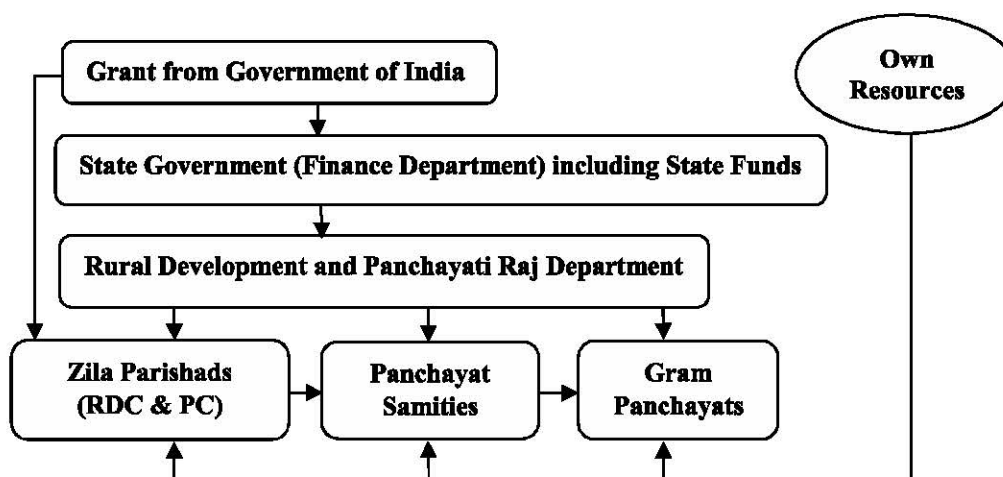 Grant from Government of India
Own
Resources
State Government (Finance Department) including State Funds
Rural Development and Panchayati Raj Department
Zila Parishads
(RDC & PC)
Panchayat
Samities
Gram
Panchayats